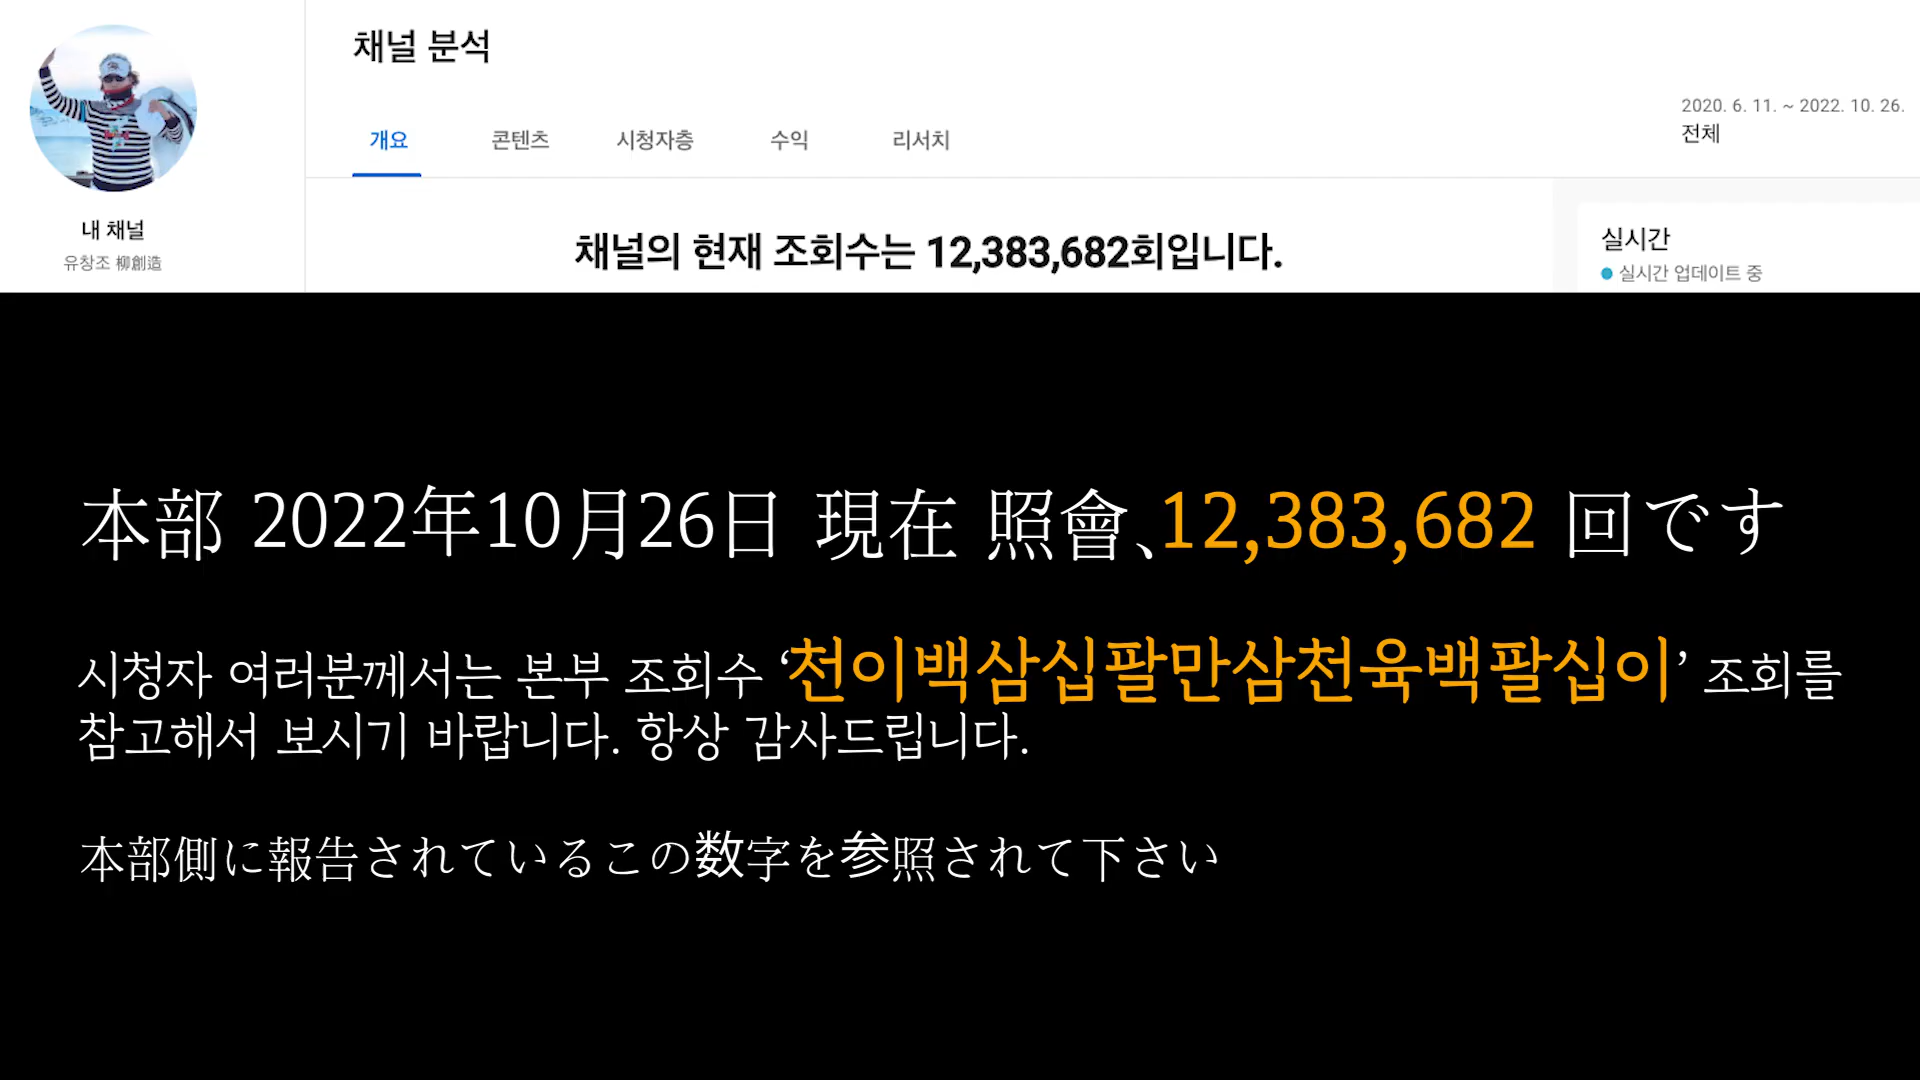 채널 분석
2020. 6. 11. ~ 2022. 10. 26.
전체
개요 콘텐츠 시청자층 수익 리서치
내 채널
유창조 柳創造
채널의 현재 조회수는 12,383,682회입니다.
실시간
실시간 업데이트 중
本部 2022年10月26日 現在 照會、12,383,682 回です
시청자 여러분께서는 본부 조회수 ‘천이백삼십팔만삼천육백팔십이’ 조회를
참고해서 보시기 바랍니다. 항상 감사드립니다.
本部側に報告されているこの数字を参照されて下さい